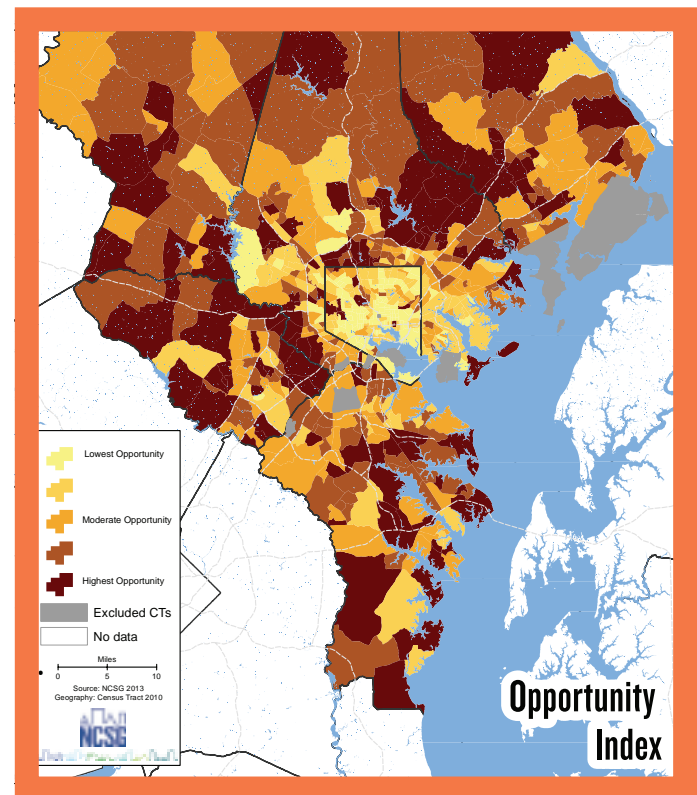 Lowest Opportunity
Moderate Opportunity
Highest Opportunity
Excluded CTs
No data
Miles
0 5 10
Source: NCSG 2013
Geography: Census Tract 2010
NCSG
Opportunity
Index